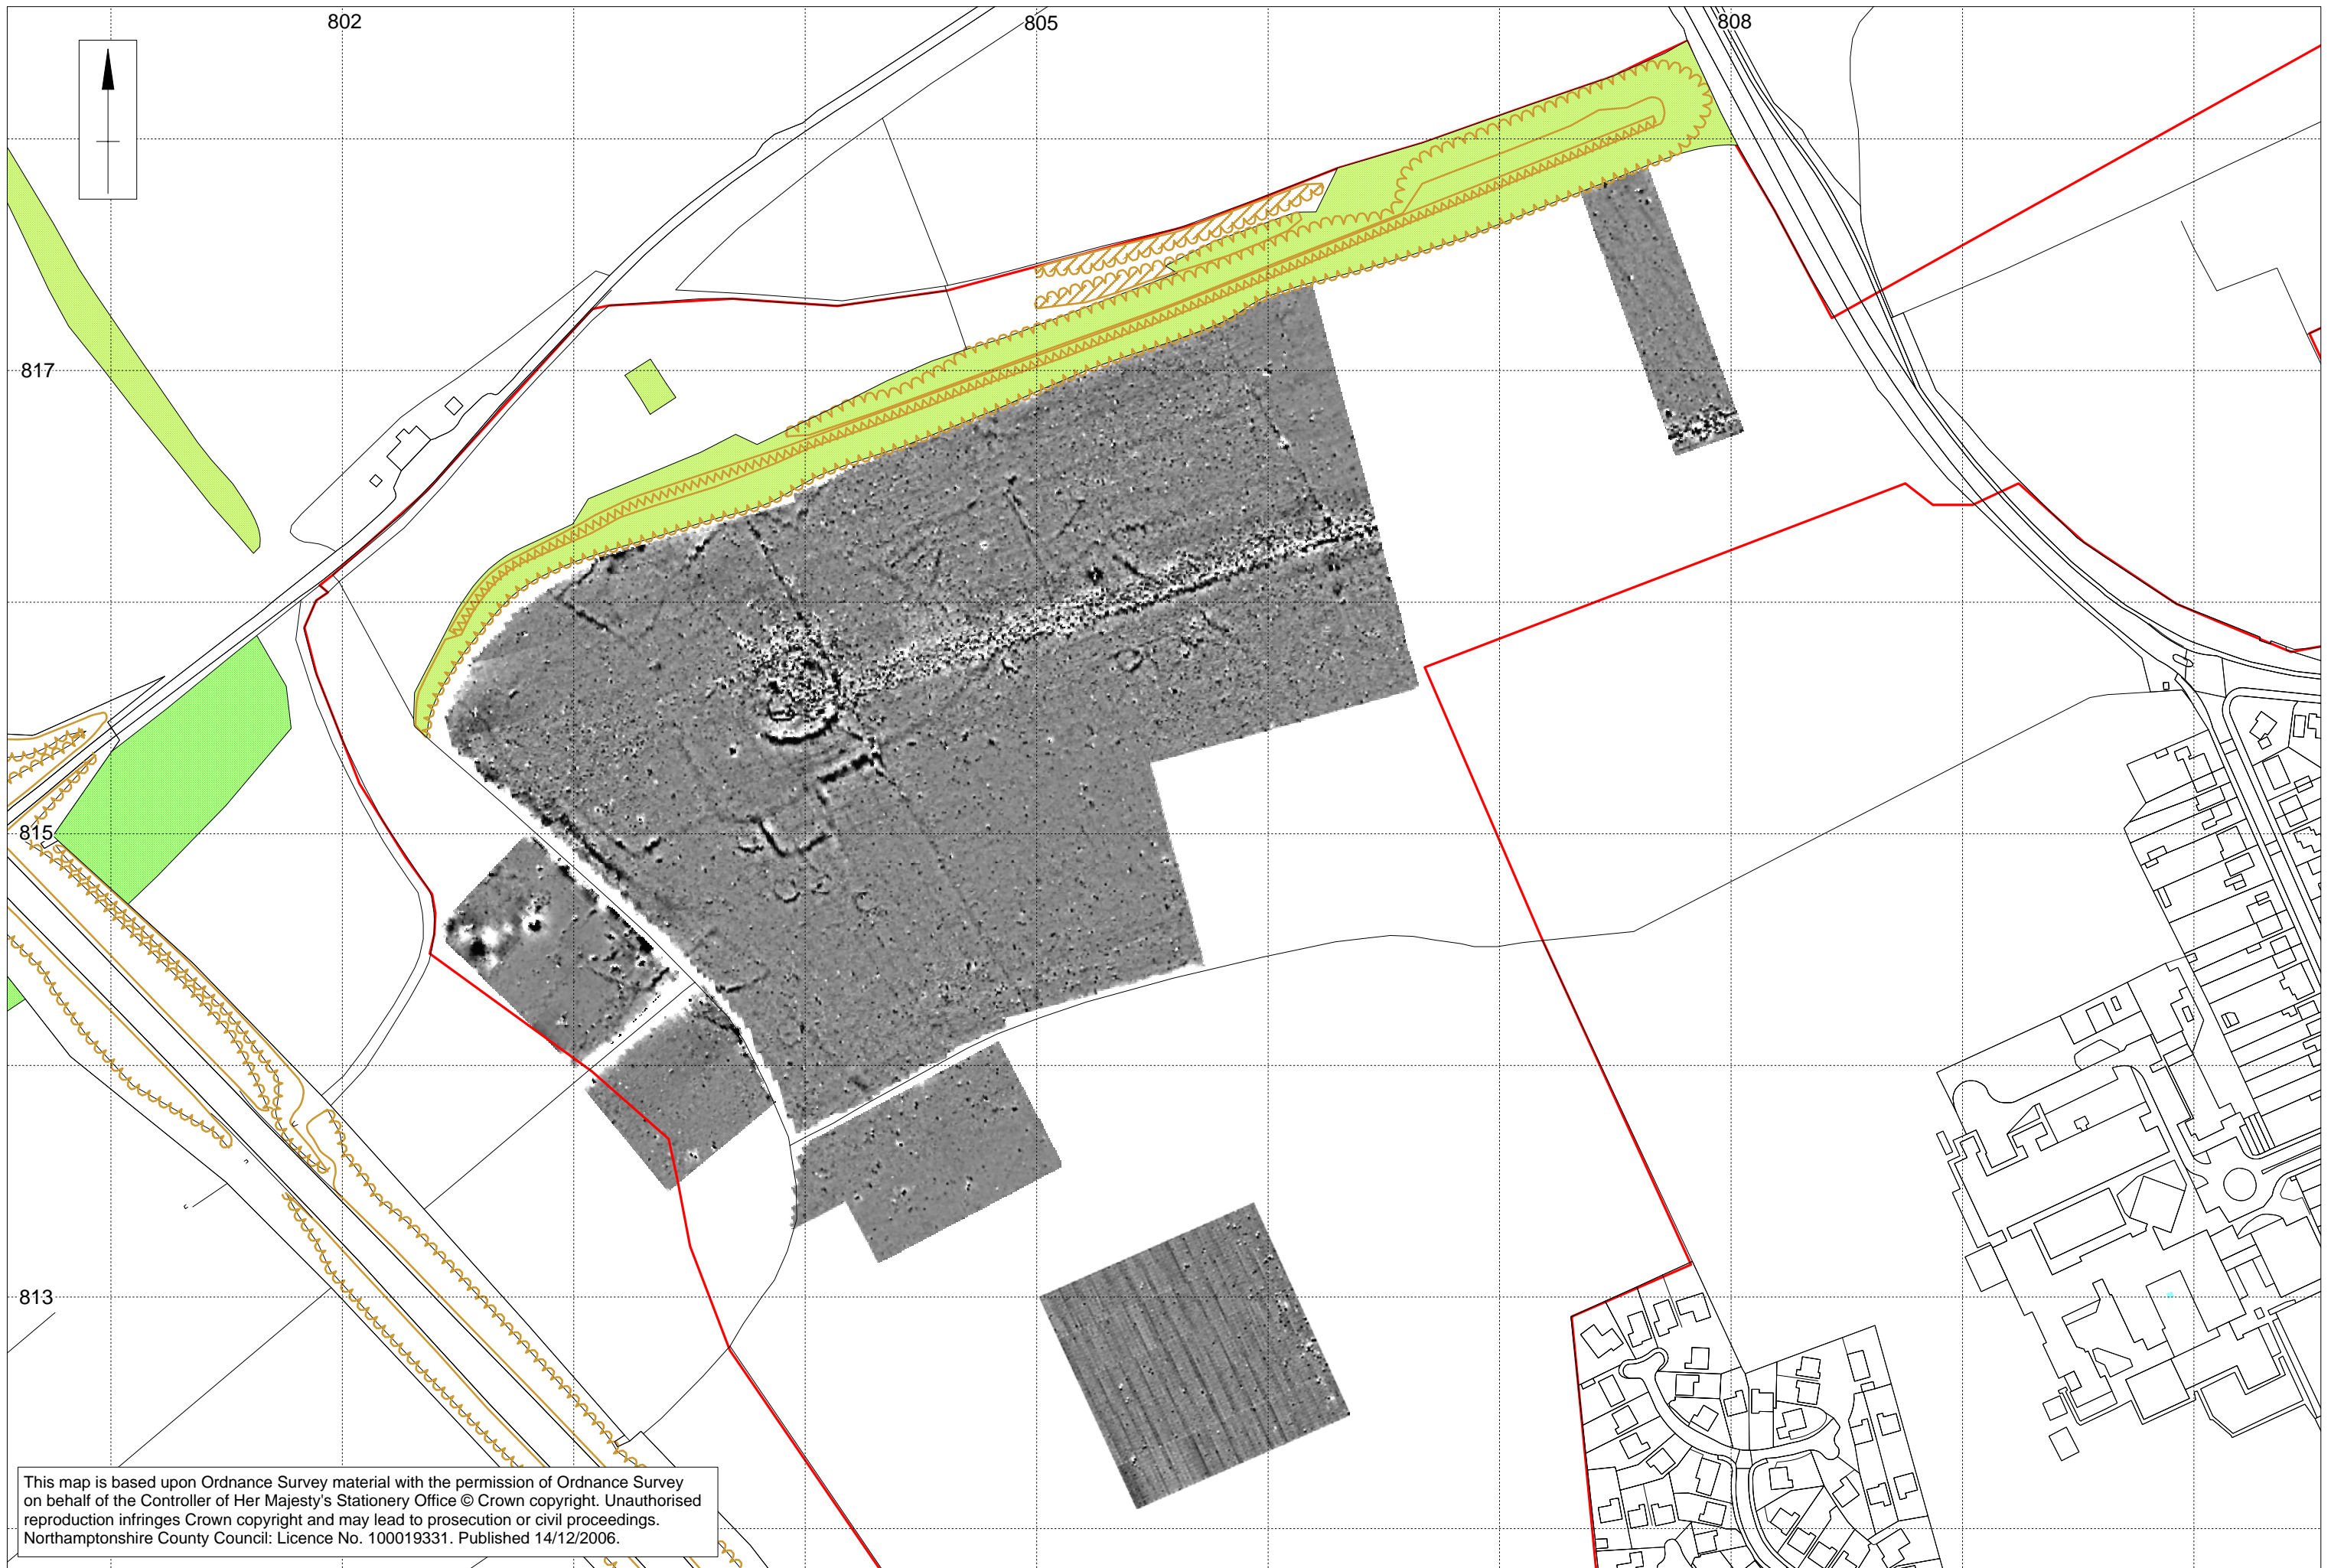 802
805
808
817
815
813
This map is based upon Ordnance Survey material with the permission of Ordnance Survey
on behalf of the Controller of Her Majesty's Stationery Office © Crown copyright. Unauthorised
reproduction infringes Crown copyright and may lead to prosecution or civil proceedings.
Northamptonshire County Council: Licence No. 100019331. Published 14/12/2006.